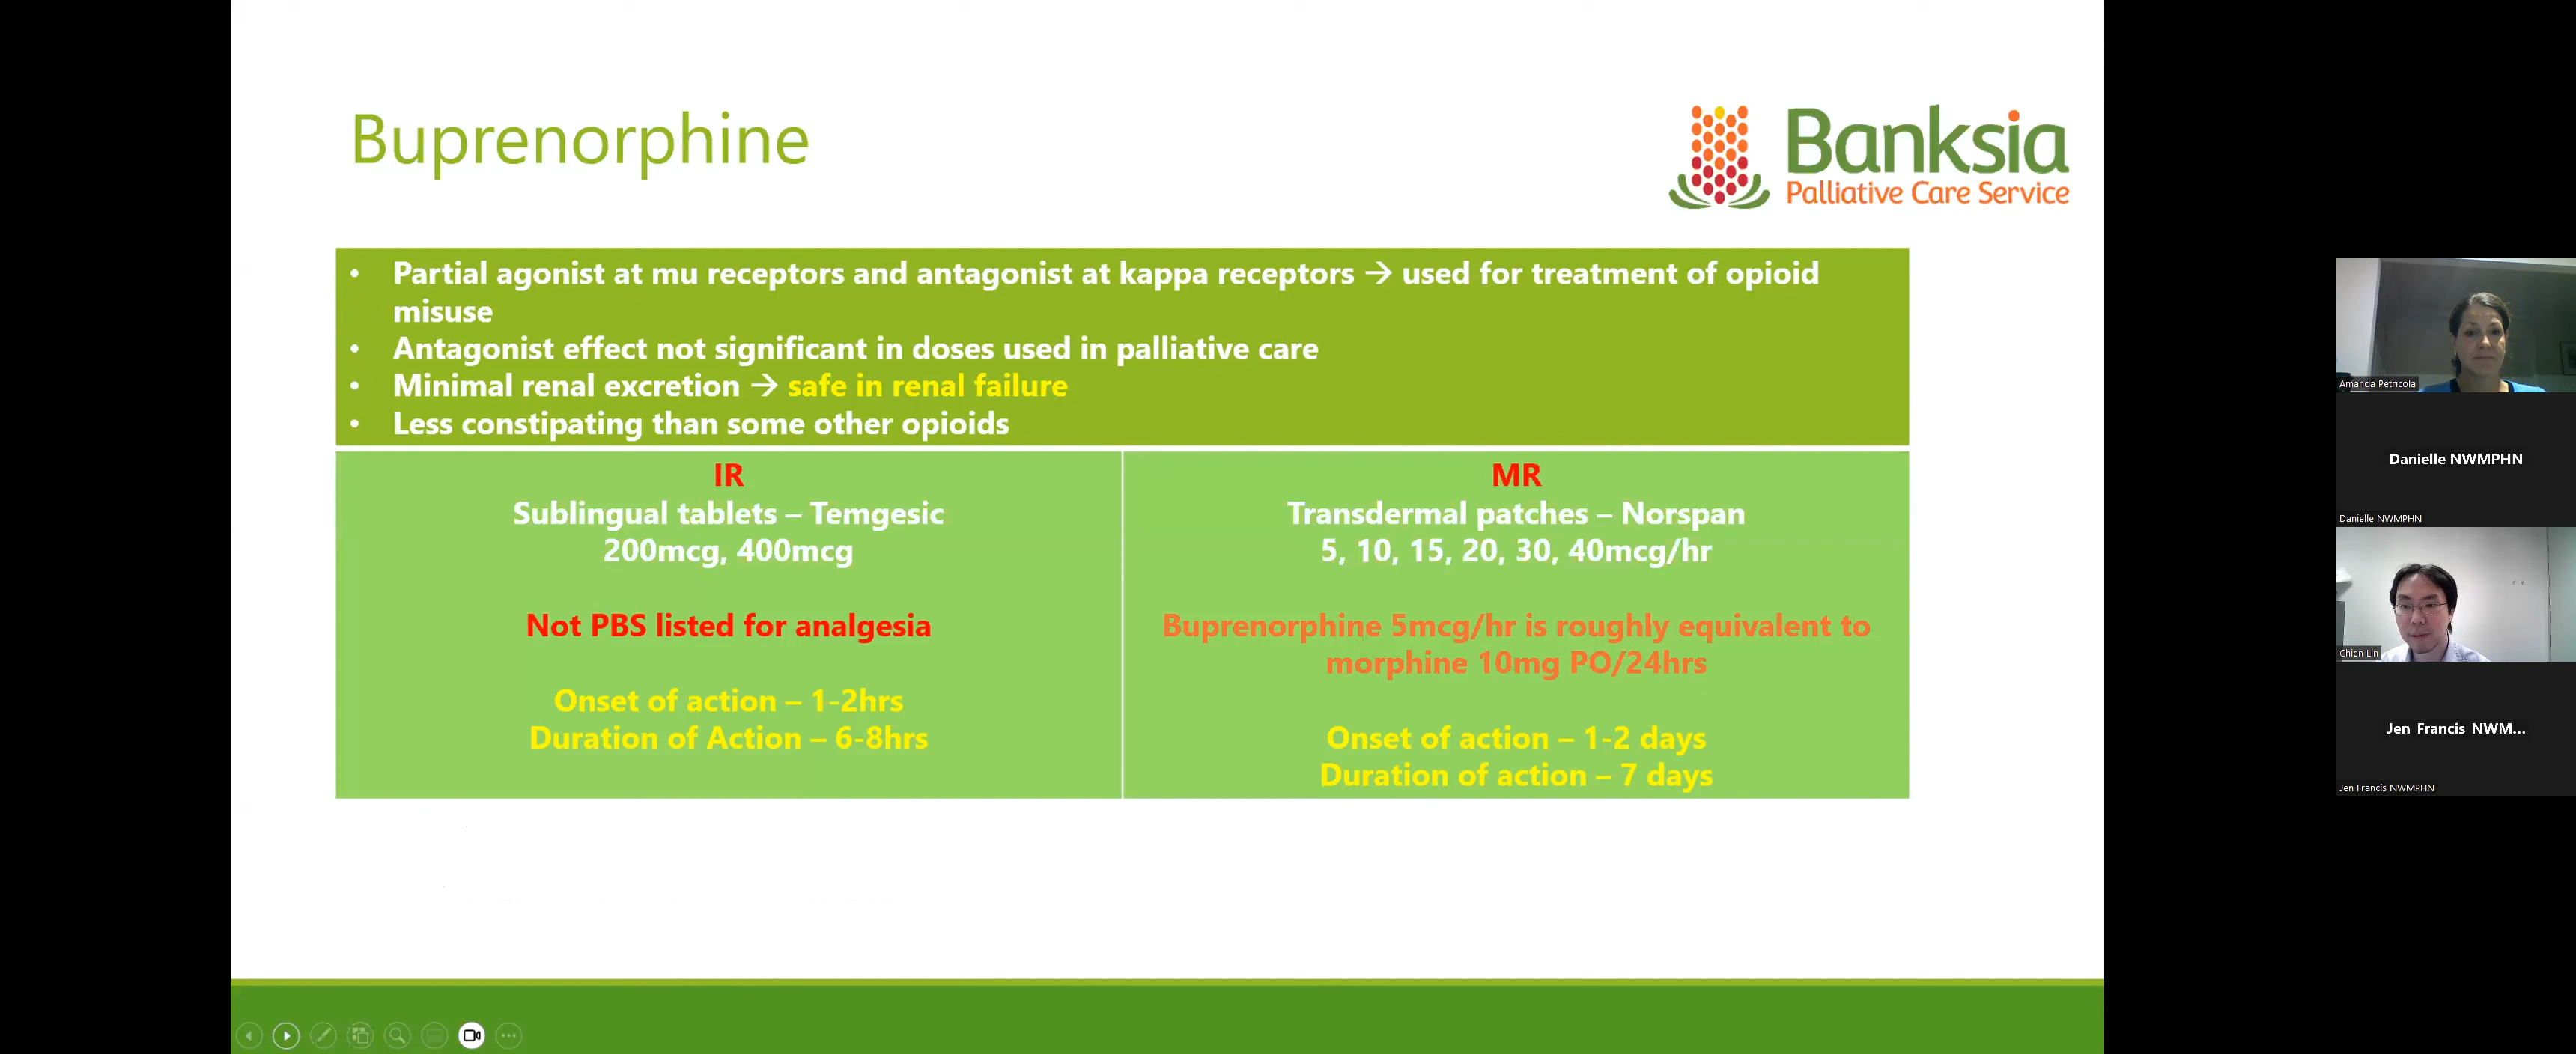 Buprenorphine
Banksia
Palliative Care Service
• Partial agonist at mu receptors and antagonist at kappa receptors → used for treatment of opioid
misuse
• Antagonist effect not significant in doses used in palliative care
• Minimal renal excretion → safe in renal failure
• Less constipating than some other opioids
IR
Sublingual tablets – Temgesic
200mcg, 400mcg
Not PBS listed for analgesia
Onset of action – 1-2hrs
Duration of Action – 6-8hrs
MR
Transdermal patches – Norspan
5, 10, 15, 20, 30, 40mcg/hr
Buprenorphine 5mcg/hr is roughly equivalent to
morphine 10mg PO/24hrs
Onset of action – 1-2 days
Duration of action – 7 days
Amanda Petricola
Danielle NWMPHN
Danielle NWMPHN
Chien Lin
Jen Francis NWM...
Jen Francis NWMPHN